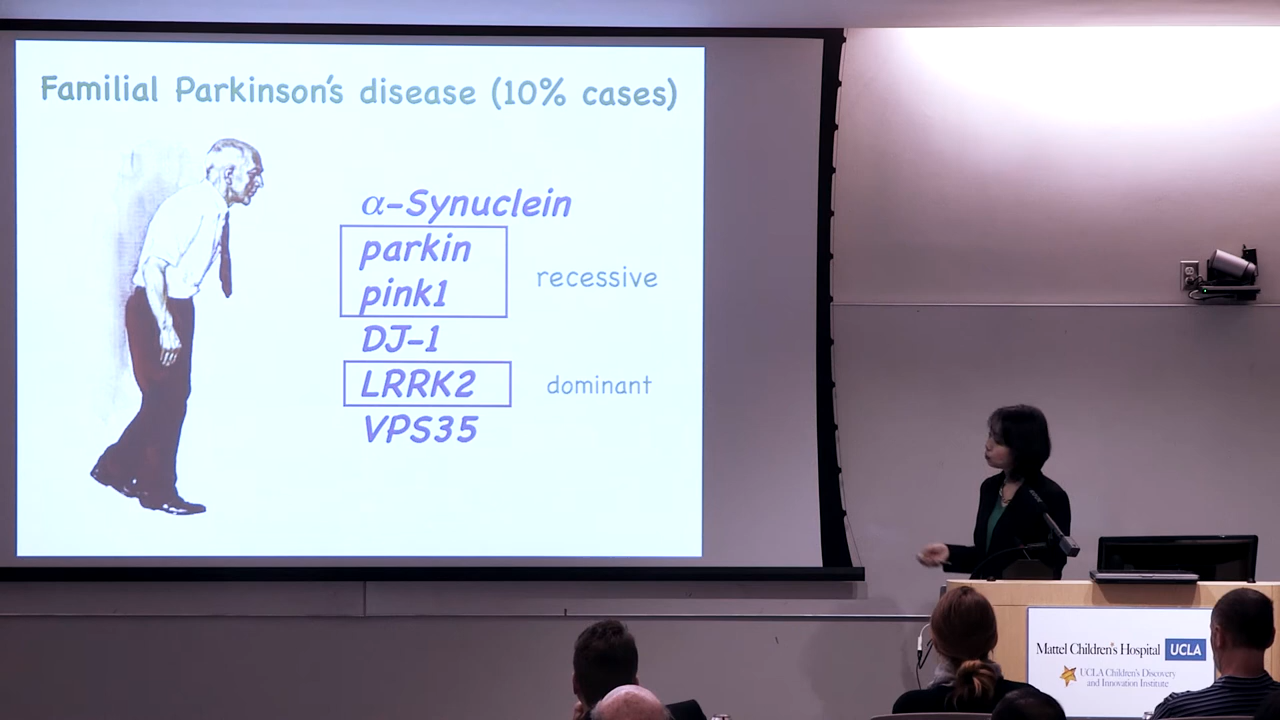 Familial Parkinson's disease (10% cases)
α-Synuclein
parkin
pink1
recessive
DJ-1
LRRK2
dominant
VPS35
Mattel Children's Hospital UCLA
UCLA Children's Discovery
and Innovation Institute